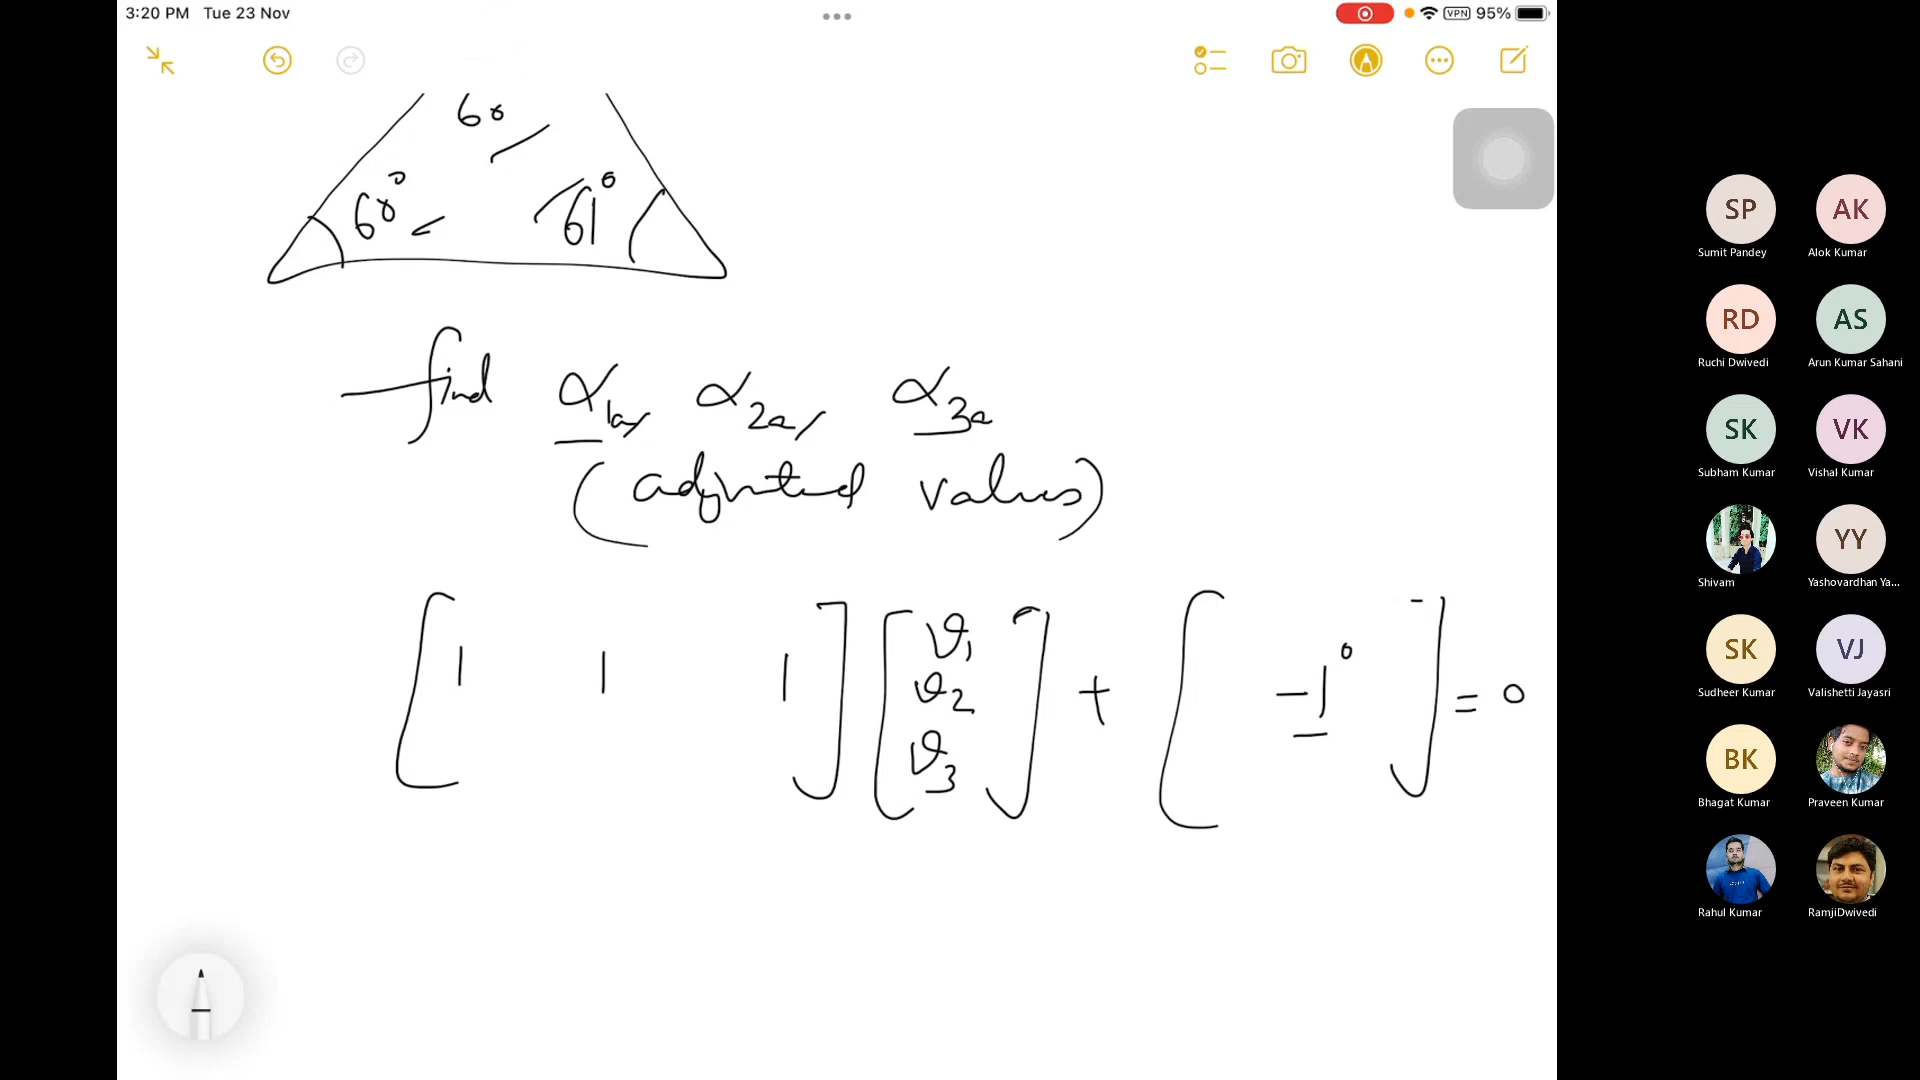 3:20 PM Tue 23 Nov
VPN 95%
60
60° 61°
find α1a, α2a, α3a
(adjusted values)
[1 1 1] [v1 v2 v3] + [-1°] = 0
SP AK
Sumit Pandey Alok Kumar
RD AS
Ruchi Dwivedi Arun Kumar Sahani
SK VK
Subham Kumar Vishal Kumar
YY
Shivam Yashovardhan Ya...
SK VJ
Sudheer Kumar Valishetti Jayasri
BK
Bhagat Kumar Praveen Kumar
Rahul Kumar RamjiDwivedi